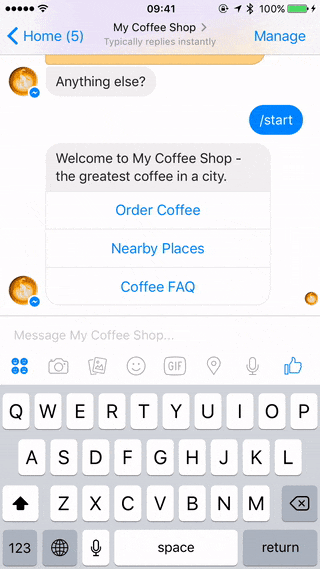 09:41
100%
Home (5)
My Coffee Shop
Typically replies instantly
Manage
Anything else?
/start
Welcome to My Coffee Shop -
the greatest coffee in a city.
Order Coffee
Nearby Places
Coffee FAQ
Message My Coffee Shop...
GIF
Q W E R T Y U I O P
A S D F G H J K L
Z X C V B N M
123 space return